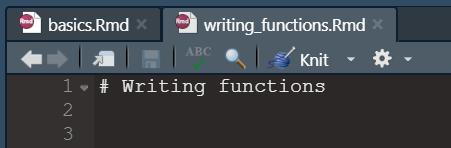 basics.Rmd writing_functions.Rmd
ABC Knit
1 # Writing functions
2
3